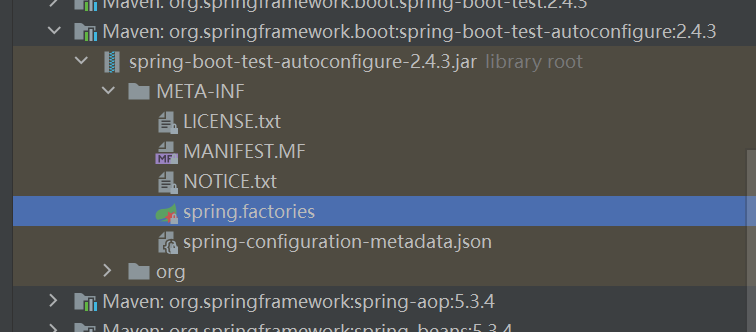 Maven: org.springframework.boot:spring-boot-test:2.4.3
Maven: org.springframework.boot:spring-boot-test-autoconfigure:2.4.3
spring-boot-test-autoconfigure-2.4.3.jar library root
META-INF
LICENSE.txt
MF MANIFEST.MF
NOTICE.txt
spring.factories
spring-configuration-metadata.json
org
Maven: org.springframework:spring-aop:5.3.4
Maven: org.springframework:spring-beans:5.3.4